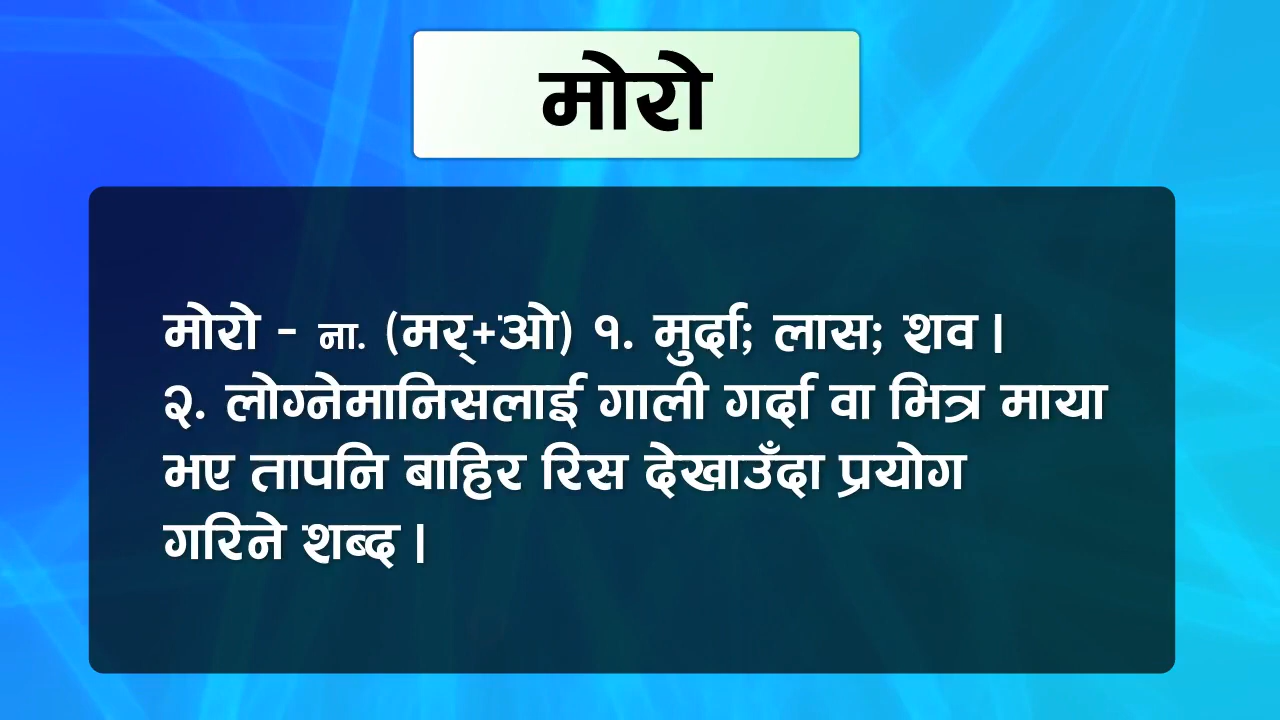 मोरो
मोरो - ना. (मर्+ओ) १. मुर्दा; लास; शव ।
२. लोग्नेमानिसलाई गाली गर्दा वा भित्र माया
भए तापनि बाहिर रिस देखाउँदा प्रयोग
गरिने शब्द ।